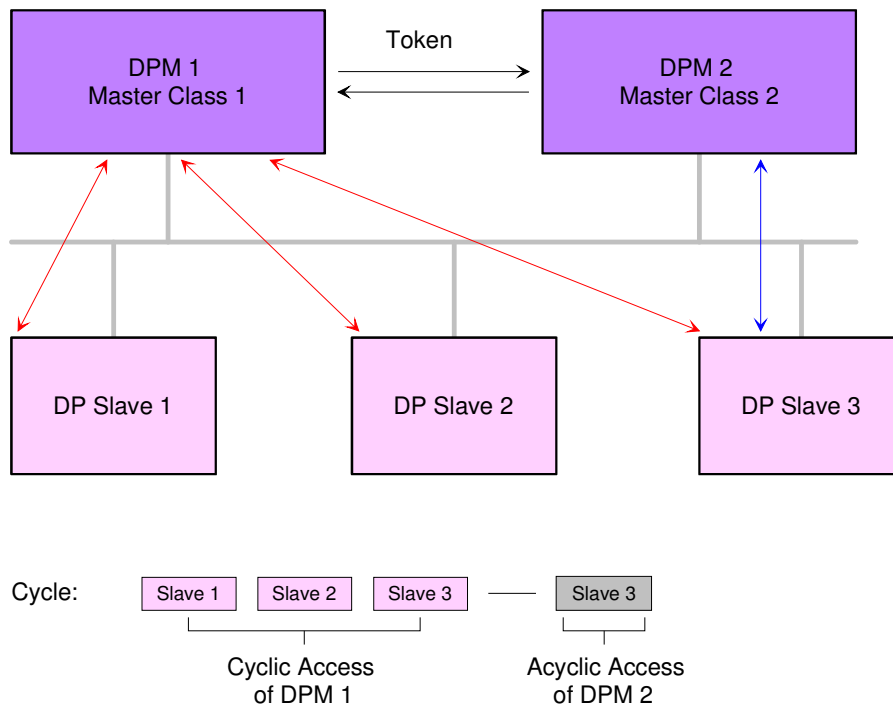 Token
DPM 1
Master Class 1
DPM 2
Master Class 2
DP Slave 1
DP Slave 2
DP Slave 3
Cycle:
Slave 1
Slave 2
Slave 3
Slave 3
Cyclic Access
of DPM 1
Acyclic Access
of DPM 2